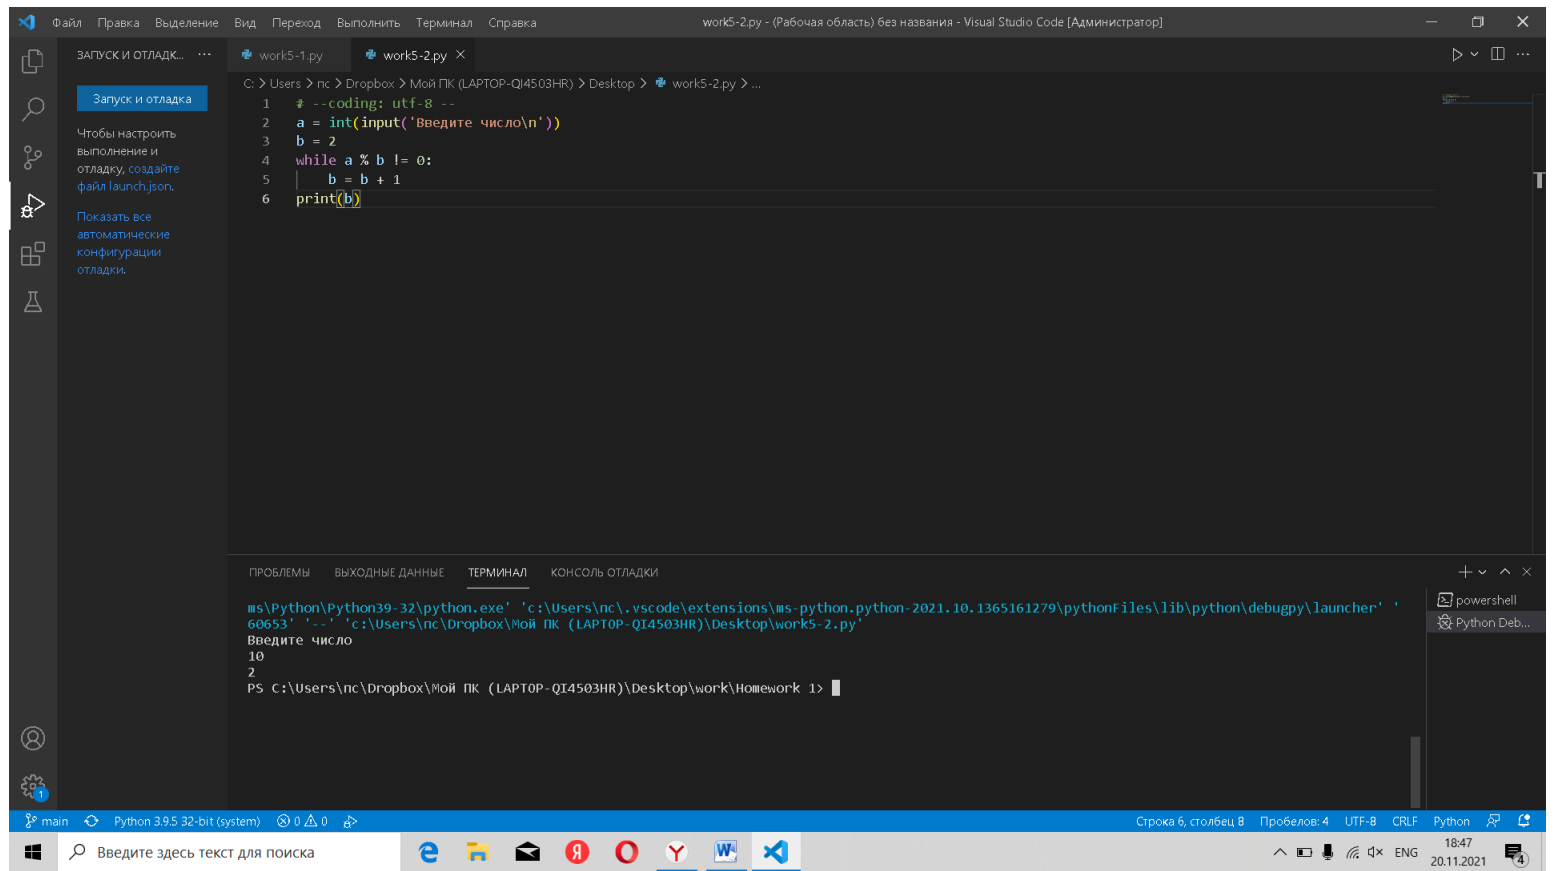 Файл Правка Выделение Вид Переход Выполнить Терминал Справка
work5-2.py - (Рабочая область) без названия - Visual Studio Code [Администратор]
ЗАПУСК И ОТЛАДК... ···
work5-1.py
work5-2.py
Запуск и отладка
Чтобы настроить
выполнение и
отладку, создайте
файл launch.json.
Показать все
автоматические
конфигурации
отладки.
C: > Users > пс > Dropbox > Мой ПК (LAPTOP-QI4503HR) > Desktop > work5-2.py > ...
1 # --coding: utf-8 --
2 a = int(input('Введите число\n'))
3 b = 2
4 while a % b != 0:
5 b = b + 1
6 print(b)
ПРОБЛЕМЫ ВЫХОДНЫЕ ДАННЫЕ ТЕРМИНАЛ КОНСОЛЬ ОТЛАДКИ
ms\Python\Python39-32\python.exe' 'c:\Users\пс\.vscode\extensions\ms-python.python-2021.10.1365161279\pythonFiles\lib\python\debugpy\launcher' '
60653' '--' 'c:\Users\пс\Dropbox\Мой ПК (LAPTOP-QI4503HR)\Desktop\work5-2.py'
Введите число
10
2
PS C:\Users\пс\Dropbox\Мой ПК (LAPTOP-QI4503HR)\Desktop\work\Homework 1>
powershell
Python Deb...
1
main Python 3.9.5 32-bit (system) 0 0
Строка 6, столбец 8 Пробелов: 4 UTF-8 CRLF Python
Введите здесь текст для поиска
ENG
18:47
20.11.2021
4